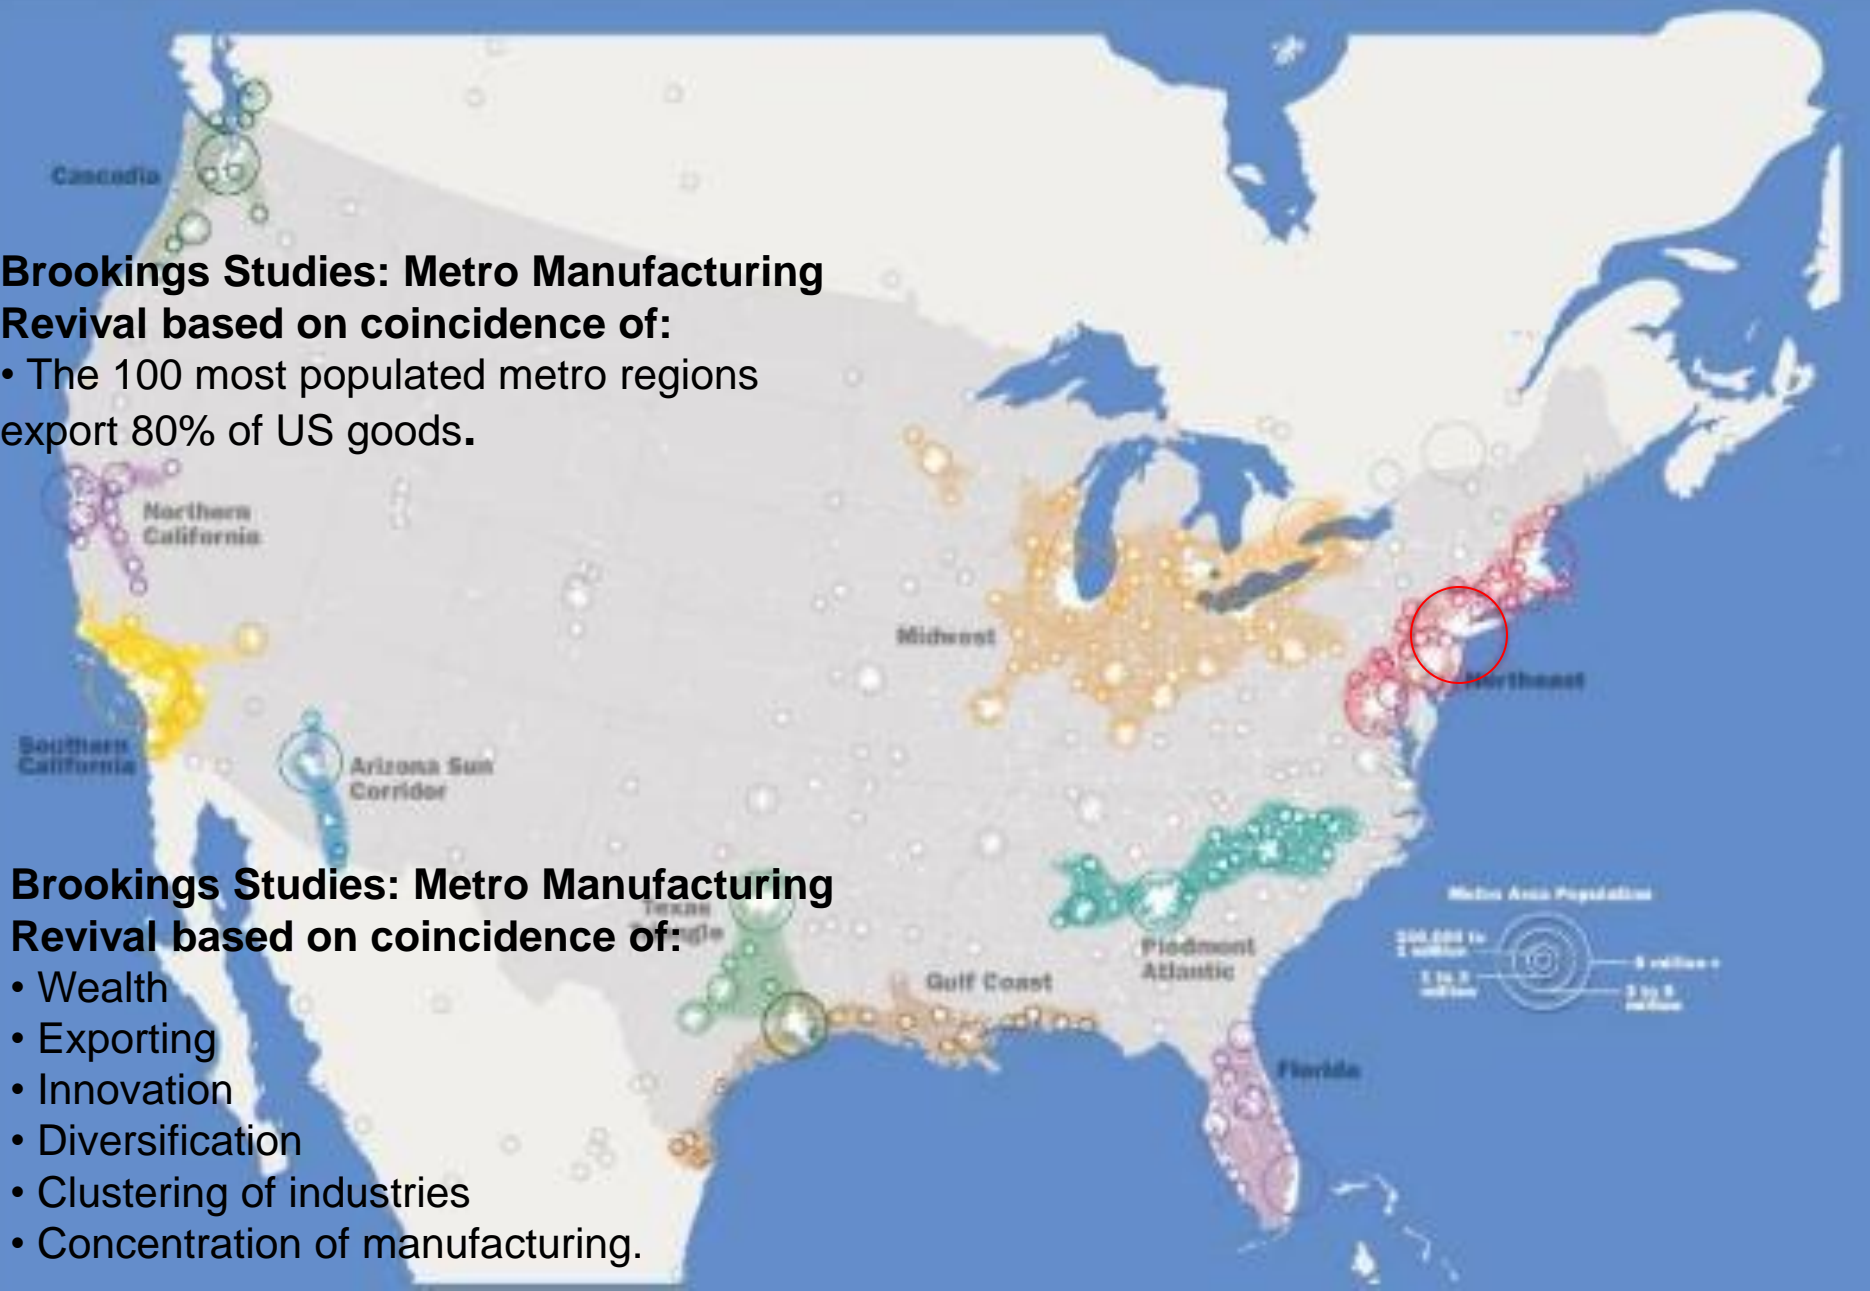 Cascadia
Brookings Studies: Metro Manufacturing
Revival based on coincidence of:
• The 100 most populated metro regions
export 80% of US goods.
Northern
California
Midwest
Northeast
Southern
California
Arizona Sun
Corridor
Brookings Studies: Metro Manufacturing
Revival based on coincidence of:
• Wealth
• Exporting
• Innovation
• Diversification
• Clustering of industries
• Concentration of manufacturing.
Texas
Triangle
Piedmont
Atlantic
Gulf Coast
Florida
Metro Area Population